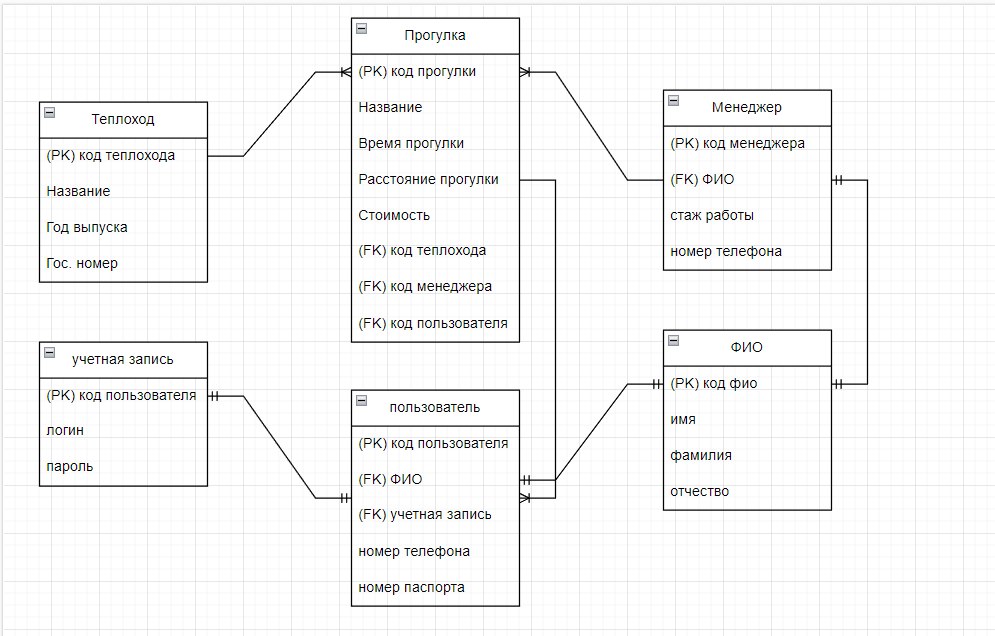 Прогулка
(PK) код прогулки
Название
Время прогулки
Расстояние прогулки
Стоимость
(FK) код теплохода
(FK) код менеджера
(FK) код пользователя
Теплоход
(PK) код теплохода
Название
Год выпуска
Гос. номер
Менеджер
(PK) код менеджера
(FK) ФИО
стаж работы
номер телефона
учетная запись
(PK) код пользователя
логин
пароль
пользователь
(PK) код пользователя
(FK) ФИО
(FK) учетная запись
номер телефона
номер паспорта
ФИО
(PK) код фио
имя
фамилия
отчество